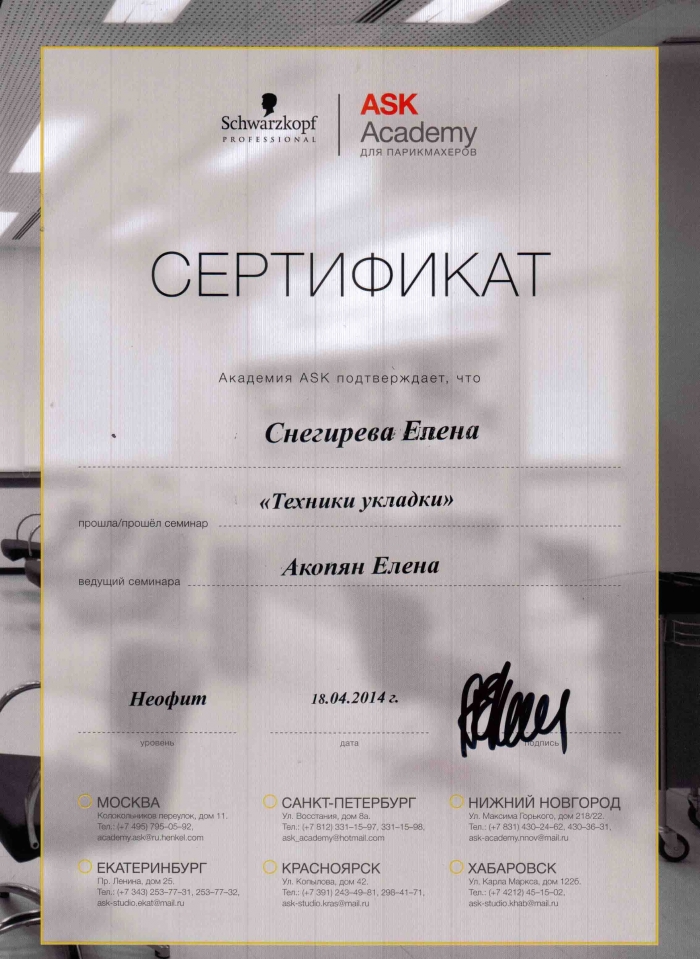 Schwarzkopf
PROFESSIONAL
ASK
Academy
ДЛЯ ПАРИКМАХЕРОВ
СЕРТИФИКАТ
Академия ASK подтверждает, что
Снегирева Елена
«Техники укладки»
прошла/прошёл семинар
Акопян Елена
ведущий семинара
Неофит
18.04.2014 г.
уровень
дата
подпись
МОСКВА
Колокольников переулок, дом 11.
Тел.: (+7 495) 795-05-92,
academy.ask@ru.henkel.com
САНКТ-ПЕТЕРБУРГ
Ул. Восстания, дом 8а.
Тел.: (+7 812) 331-15-97, 331-15-98,
ask_academy@hotmail.com
НИЖНИЙ НОВГОРОД
Ул. Максима Горького, дом 218/22.
Тел.: (+7 831) 430-24-62, 430-36-31,
ask-academy.nnov@mail.ru
ЕКАТЕРИНБУРГ
Пр. Ленина, дом 25.
Тел.: (+7 343) 253-77-31, 253-77-32,
ask-studio.ekat@mail.ru
КРАСНОЯРСК
Ул. Копылова, дом 42.
Тел.: (+7 391) 243-49-81, 298-41-71,
ask-studio.kras@mail.ru
ХАБАРОВСК
Ул. Карла Маркса, дом 122б.
Тел.: (+7 4212) 45-15-02,
ask-studio.khab@mail.ru